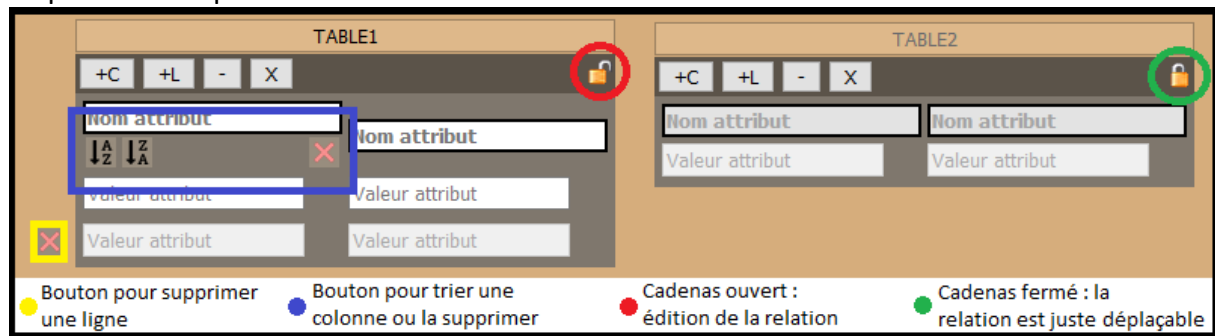 TABLE1
TABLE2
+C +L - X
+C +L - X
Nom attribut
Nom attribut
Nom attribut
Nom attribut
A Z Z A
Valeur attribut
Valeur attribut
Valeur attribut
Valeur attribut
Valeur attribut
Valeur attribut
Bouton pour supprimer
une ligne
Bouton pour trier une
colonne ou la supprimer
Cadenas ouvert :
édition de la relation
Cadenas fermé : la
relation est juste déplaçable